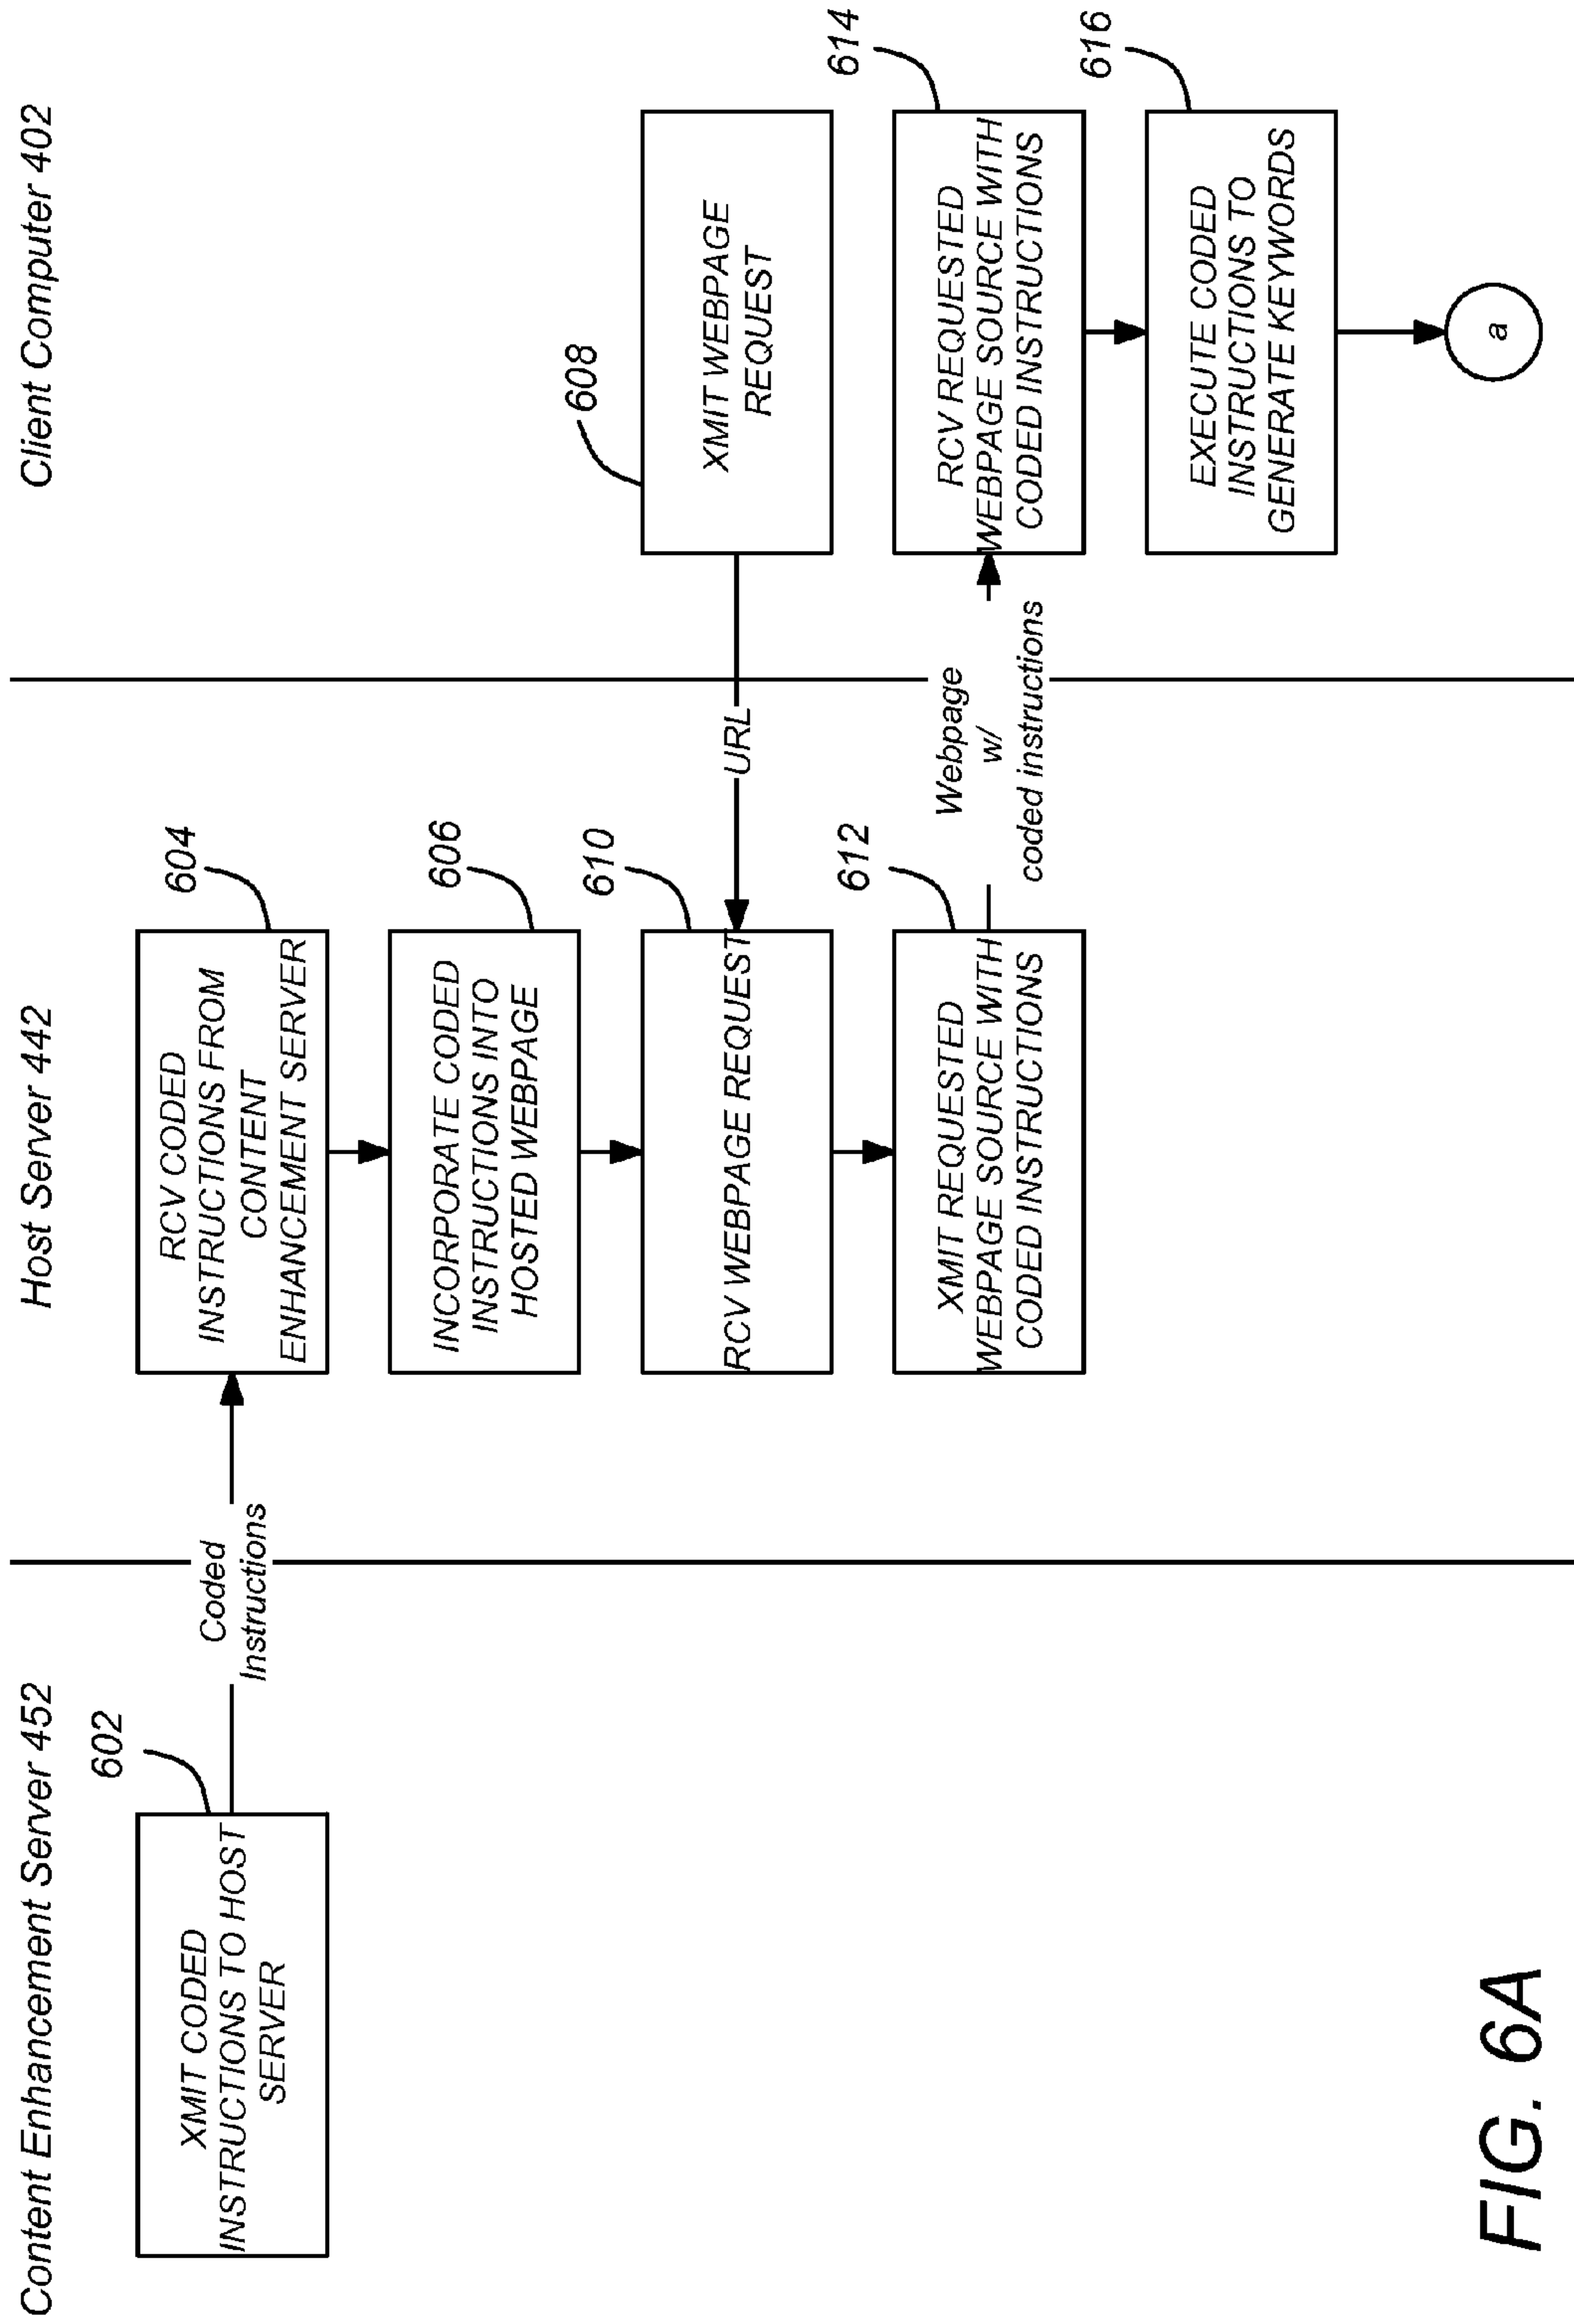 Content Enhancement Server 452
Host Server 442
Client Computer 402
602
XMIT CODED
INSTRUCTIONS TO HOST
SERVER
Coded
Instructions
604
RCV CODED
INSTRUCTIONS FROM
CONTENT
ENHANCEMENT SERVER
606
INCORPORATE CODED
INSTRUCTIONS INTO
HOSTED WEBPAGE
608
XMIT WEBPAGE
REQUEST
URL
610
RCV WEBPAGE REQUEST
612
XMIT REQUESTED
WEBPAGE SOURCE WITH
CODED INSTRUCTIONS
Webpage
w/
coded instructions
614
RCV REQUESTED
WEBPAGE SOURCE WITH
CODED INSTRUCTIONS
616
EXECUTE CODED
INSTRUCTIONS TO
GENERATE KEYWORDS
a
FIG. 6A